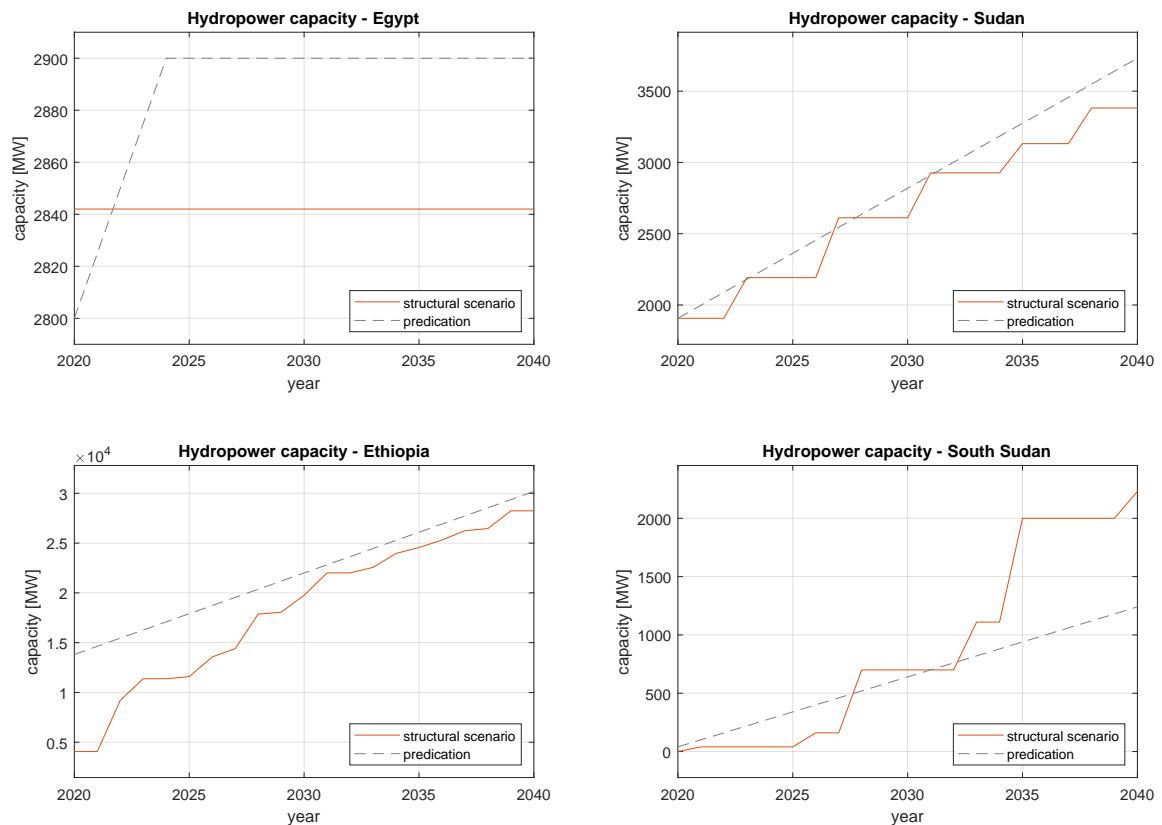 Hydropower capacity - Egypt
2900
2880
2860
2840
2820
2800
capacity [MW]
structural scenario
predication
2020
2025
2030
2035
2040
year
Hydropower capacity - Sudan
3500
3000
2500
2000
capacity [MW]
structural scenario
predication
2020
2025
2030
2035
2040
year
Hydropower capacity - Ethiopia
×10⁴
3
2.5
2
1.5
1
0.5
capacity [MW]
structural scenario
predication
2020
2025
2030
2035
2040
year
Hydropower capacity - South Sudan
2000
1500
1000
500
0
capacity [MW]
structural scenario
predication
2020
2025
2030
2035
2040
year